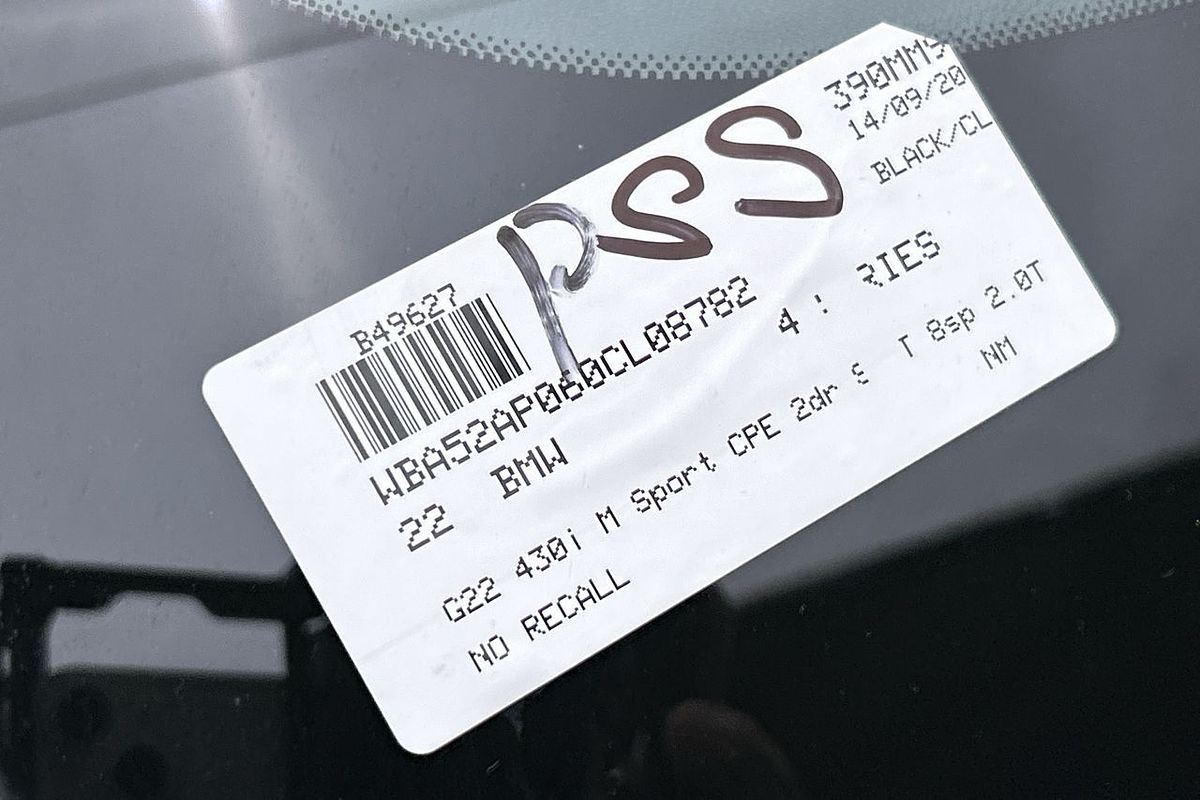 390MMS
14/09/20
BLACK/CL
pss
B49627
WBA52AP060CL08782
22 BMW 4 : RIES
G22 430i M Sport CPE 2dr S T 8sp 2.0T
NO RECALL NM